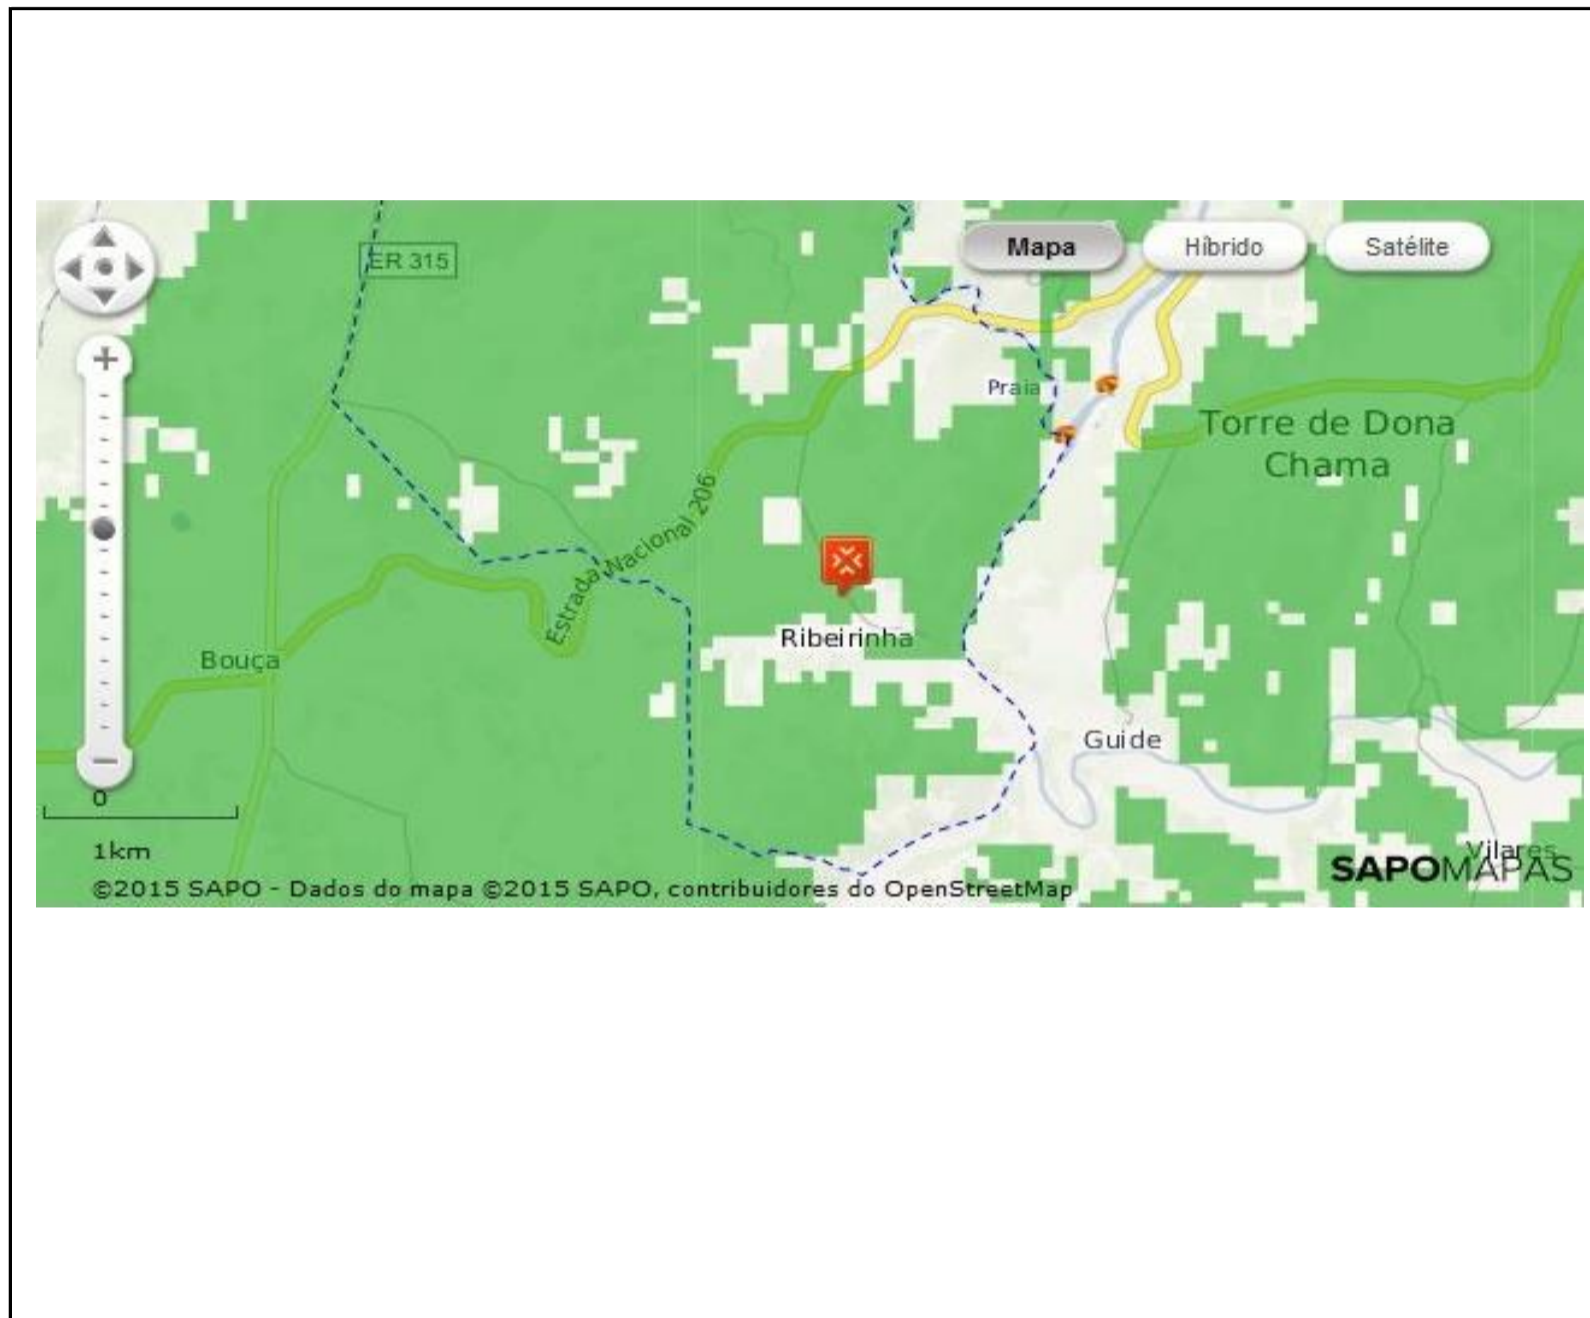 ER 315
Mapa
Híbrido
Satélite
Praia
Torre de Dona
Chama
Estrada Nacional 206
Ribeirinha
Bouça
Guide
0
1km
Vilares
SAPOMAPAS
©2015 SAPO - Dados do mapa ©2015 SAPO, contribuidores do OpenStreetMap